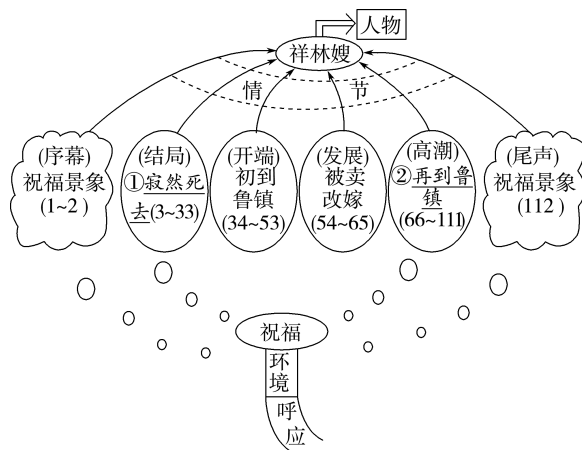 人物
祥林嫂
情 节
(序幕)
祝福景象
(1~2)
(结局)
①寂然死
去(3~33)
(开端)
初到
鲁镇
(34~53)
(发展)
被卖
改嫁
(54~65)
(高潮)
②再到鲁
镇
(66~111)
(尾声)
祝福景象
(112)
祝福
环
境
呼
应